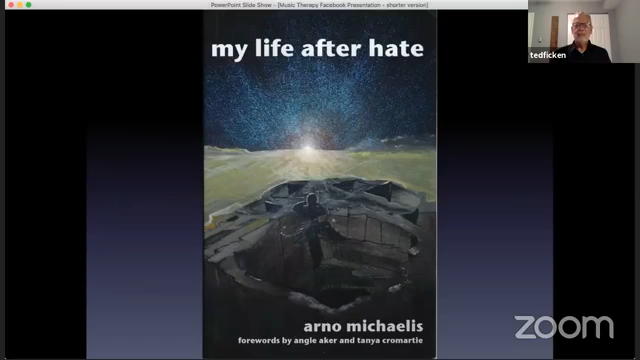 PowerPoint Slide Show - [Music Therapy Facebook Presentation - shorter version]
tedficken
my life after hate
arno michaelis
forewords by angie aker and tanya cromartie
zoom